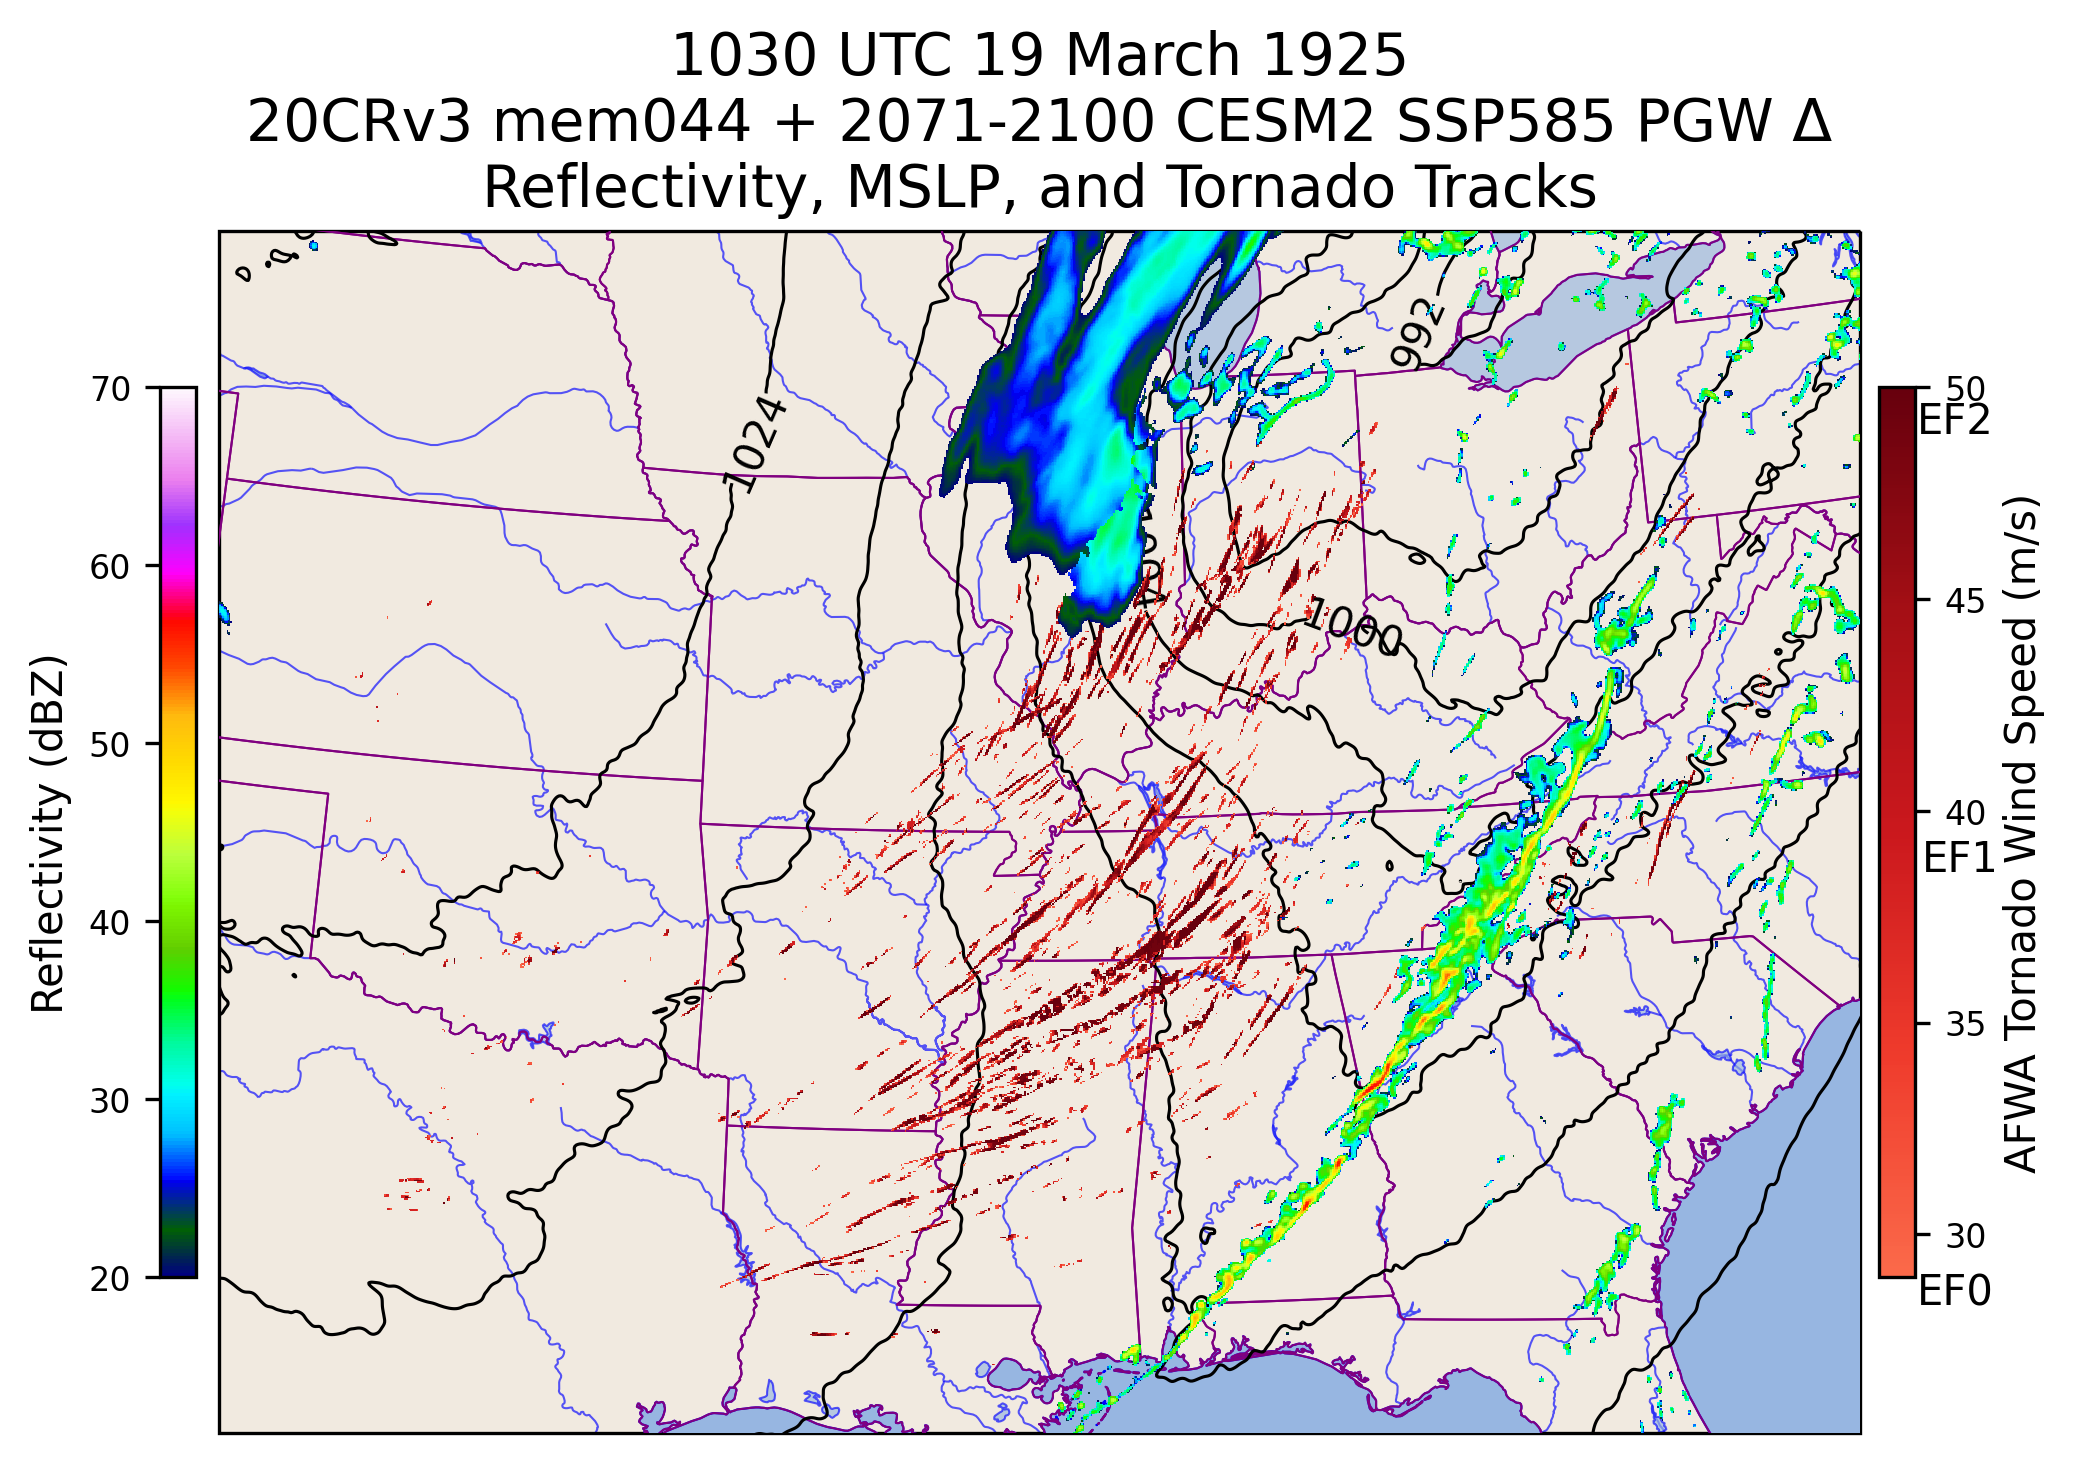 1030 UTC 19 March 1925
20CRv3 mem044 + 2071-2100 CESM2 SSP585 PGW Δ
Reflectivity, MSLP, and Tornado Tracks
Reflectivity (dBZ)
70
60
50
40
30
20
1024
992
1000
50
EF2
45
40
EF1
35
30
EF0
AFWA Tornado Wind Speed (m/s)